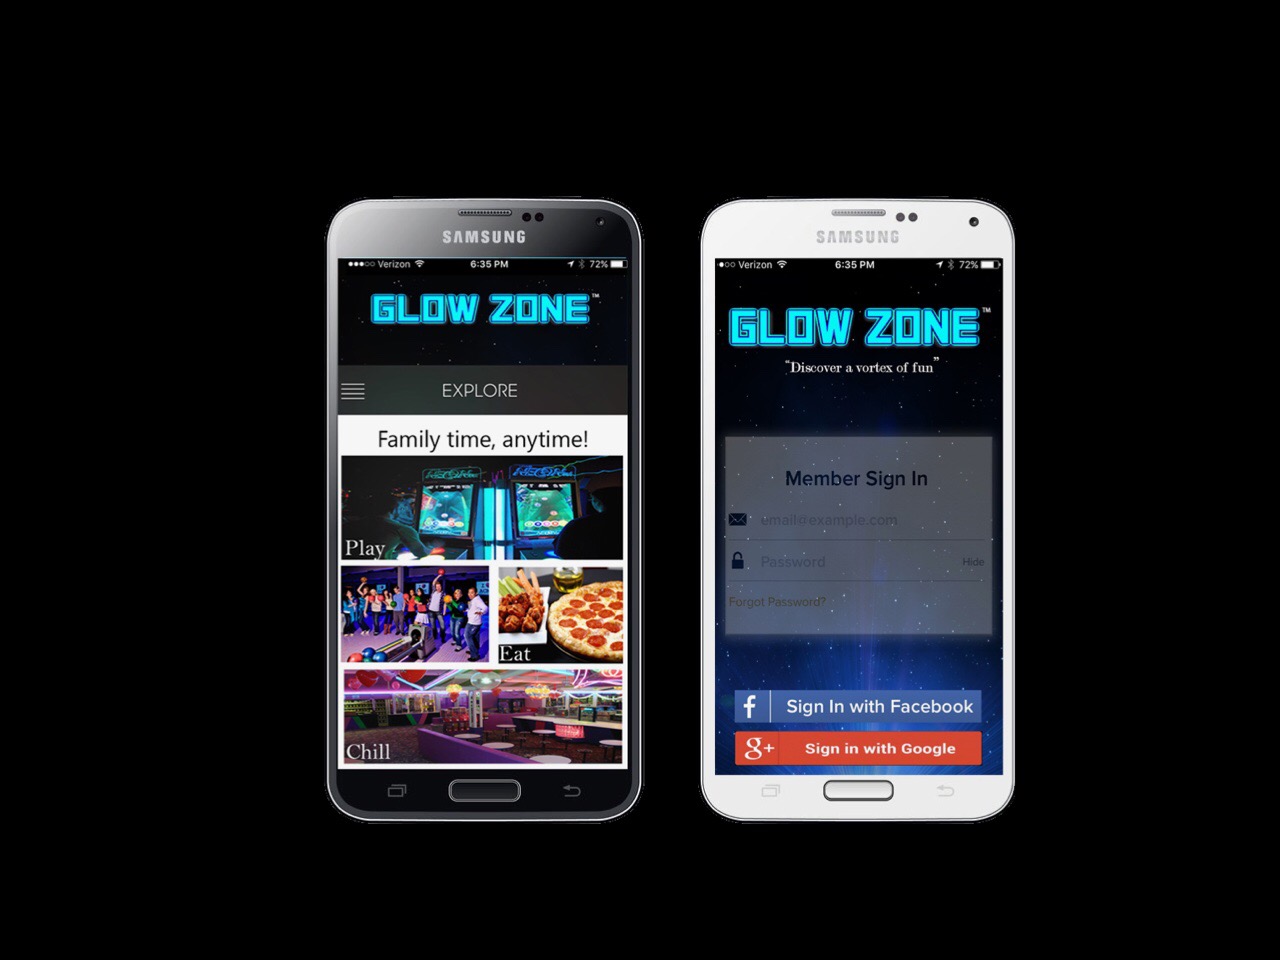 SAMSUNG
Verizon 6:35 PM 72%
GLOW ZONE™
EXPLORE
Family time, anytime!
Play
Eat
Chill
SAMSUNG
Verizon 6:35 PM 72%
GLOW ZONE™
"Discover a vortex of fun"
Member Sign In
email@example.com
Password Hide
Forgot Password?
f Sign In with Facebook
g+ Sign in with Google